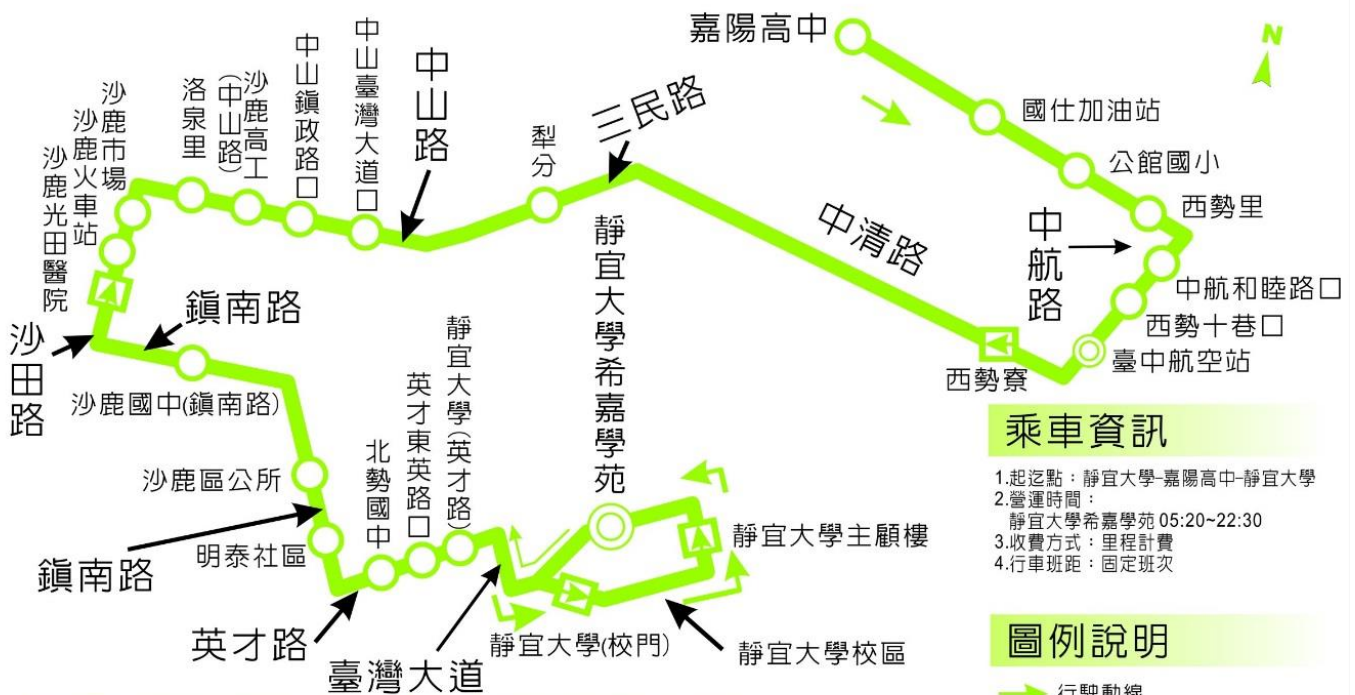 嘉陽高中
N
國仕加油站
公館國小
西勢里
中航路
中航和睦路口
西勢十巷口
臺中航空站
西勢寮
中清路
三民路
犁分
中山路
中山臺灣大道口
中山鎮政路口
沙鹿高工
(中山路)
洛泉里
沙鹿市場
沙鹿火車站
沙鹿光田醫院
沙田路
鎮南路
沙鹿國中(鎮南路)
沙鹿區公所
鎮南路
明泰社區
英才路
北勢國中
英才東英路口
靜宜大學(英才路)
臺灣大道
靜宜大學希嘉學苑
靜宜大學主顧樓
靜宜大學(校門)
靜宜大學校區
乘車資訊
1.起迄點：靜宜大學-嘉陽高中-靜宜大學
2.營運時間：
靜宜大學希嘉學苑 05:20~22:30
3.收費方式：里程計費
4.行車班距：固定班次
圖例說明
行駛動線